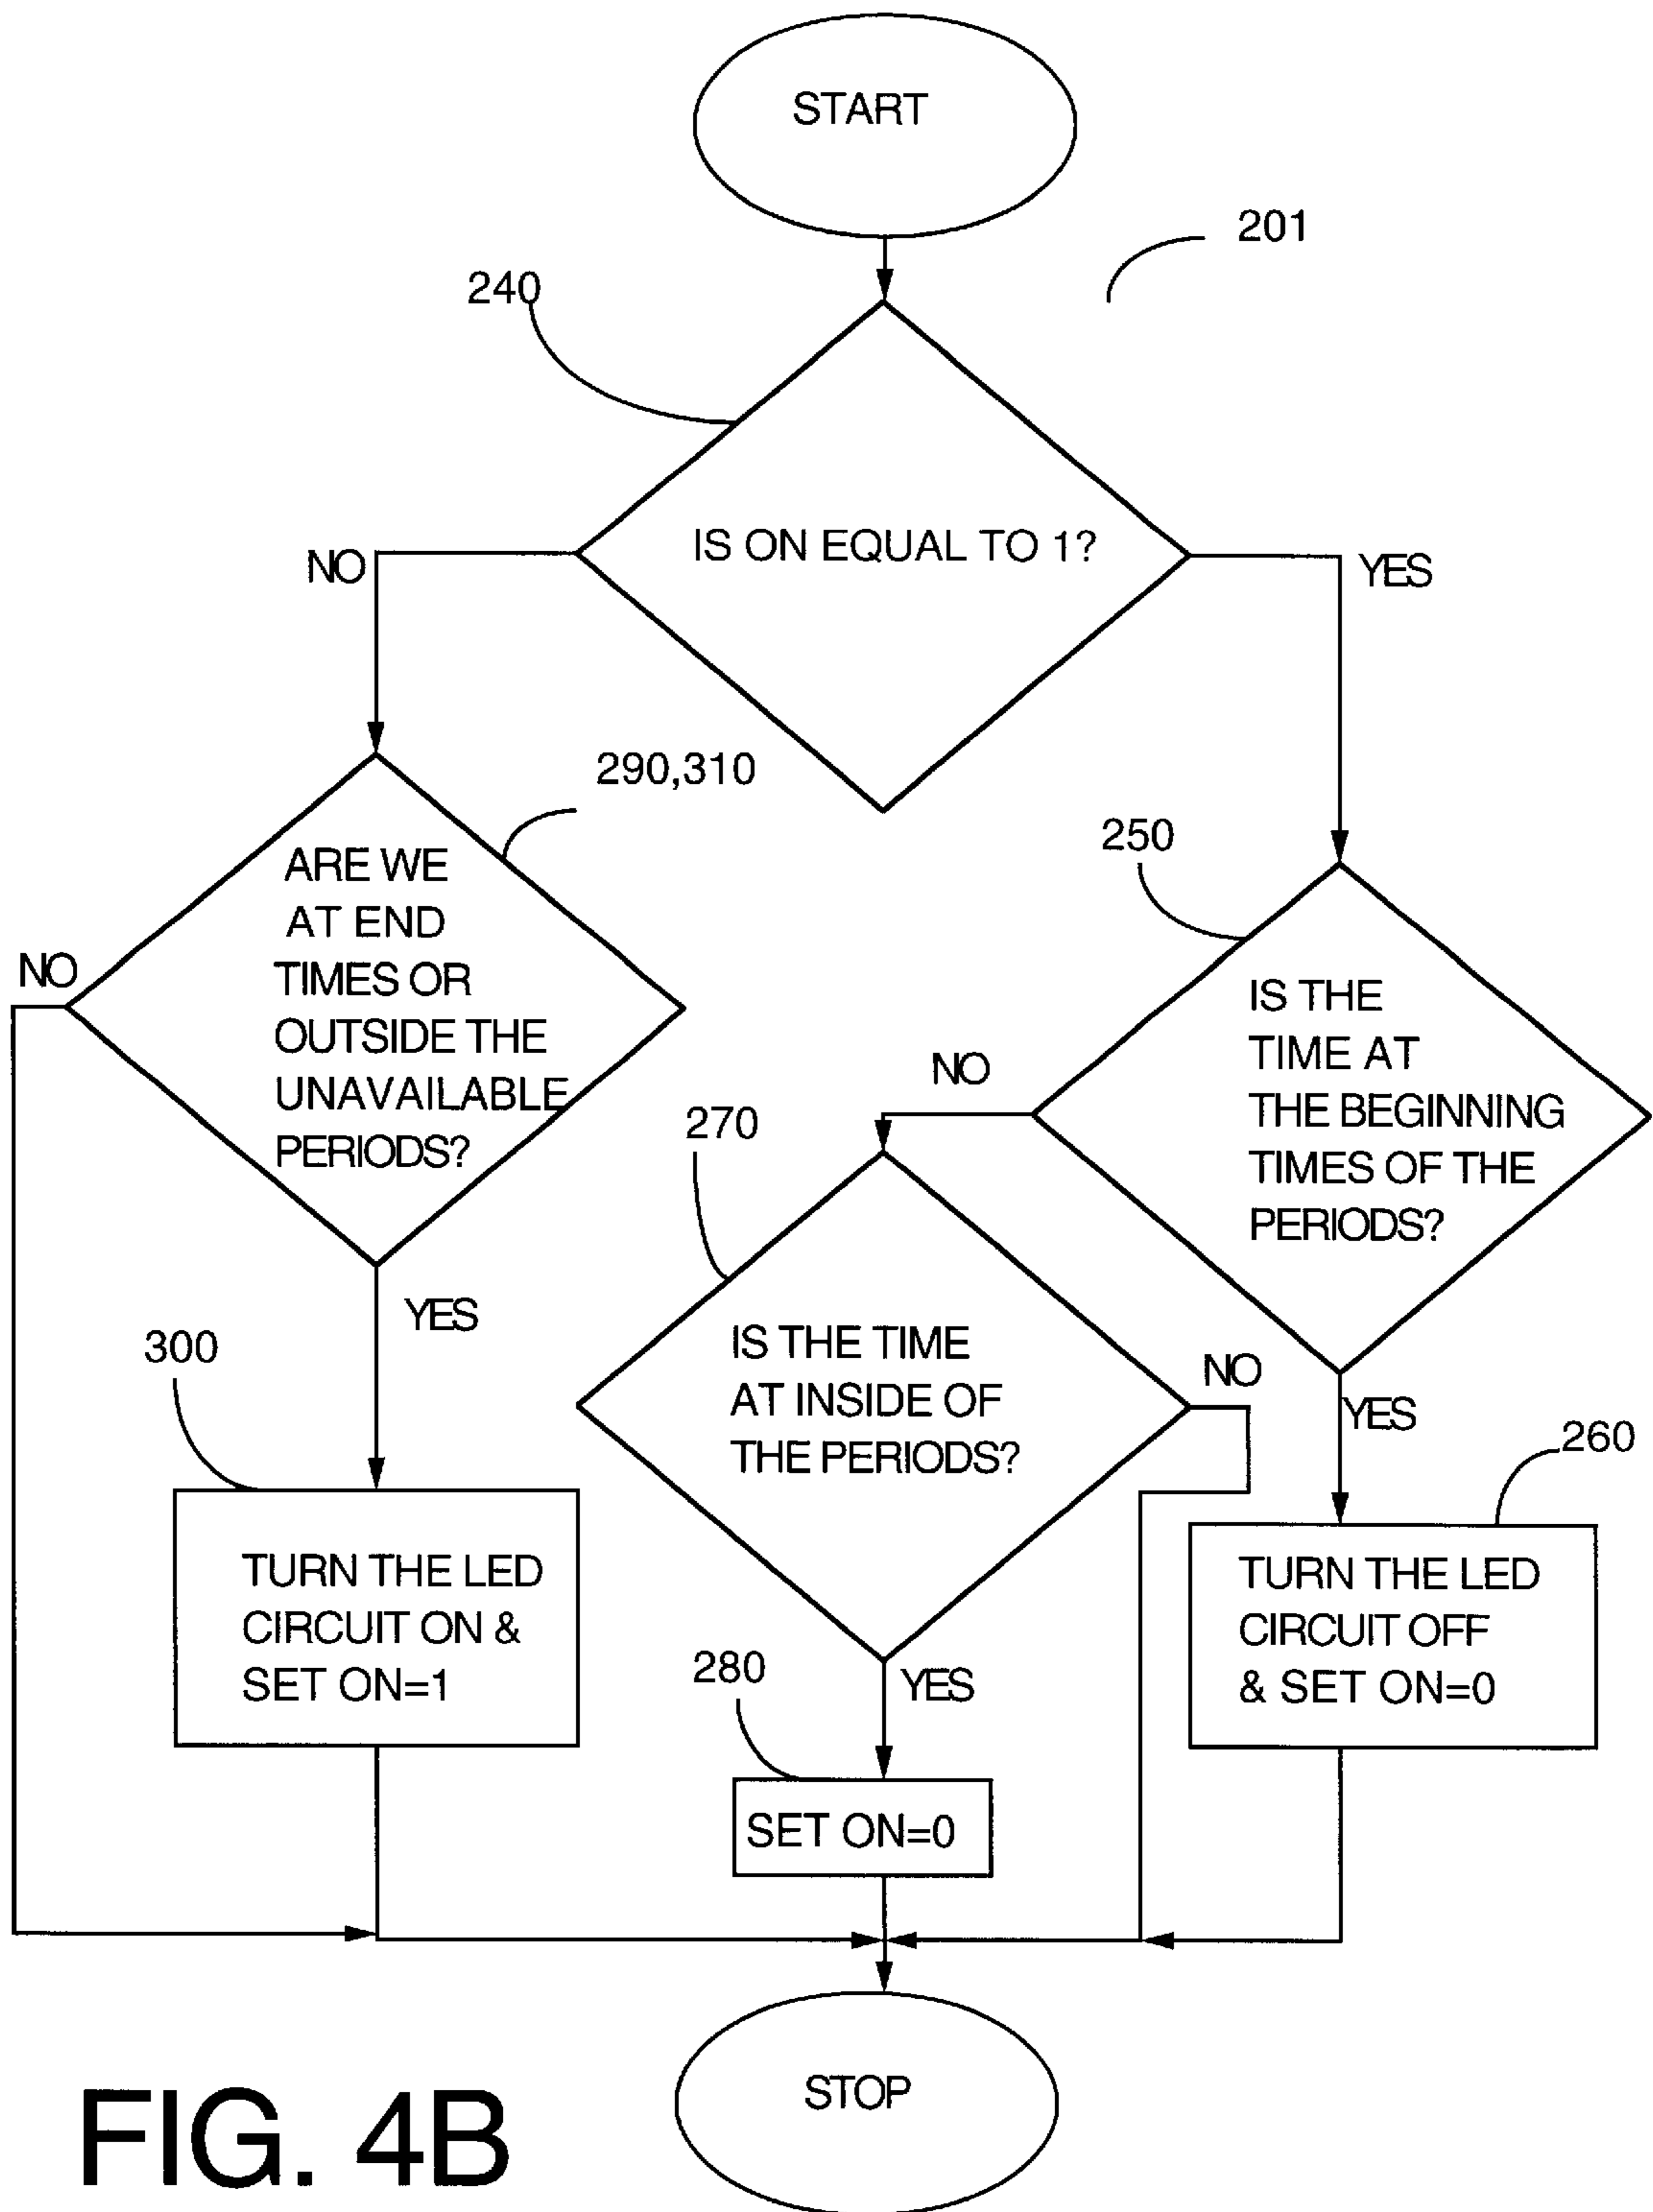 START
201
240
IS ON EQUAL TO 1?
NO
YES
290,310
ARE WE
AT END
TIMES OR
OUTSIDE THE
UNAVAILABLE
PERIODS?
NO
YES
250
IS THE
TIME AT
THE BEGINNING
TIMES OF THE
PERIODS?
NO
YES
270
IS THE TIME
AT INSIDE OF
THE PERIODS?
NO
YES
300
TURN THE LED
CIRCUIT ON &
SET ON=1
280
SET ON=0
260
TURN THE LED
CIRCUIT OFF
& SET ON=0
STOP
FIG. 4B